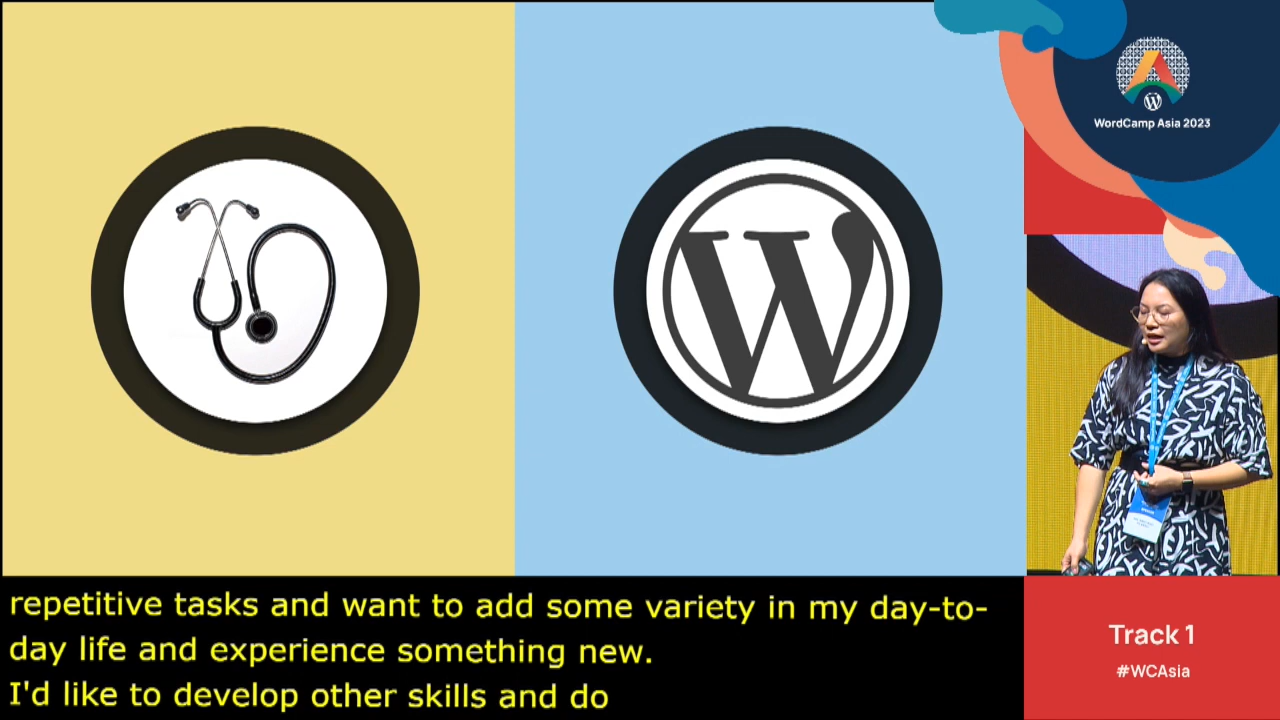 WordCamp Asia 2023
repetitive tasks and want to add some variety in my day-to-
day life and experience something new.
I'd like to develop other skills and do
Track 1
#WCAsia